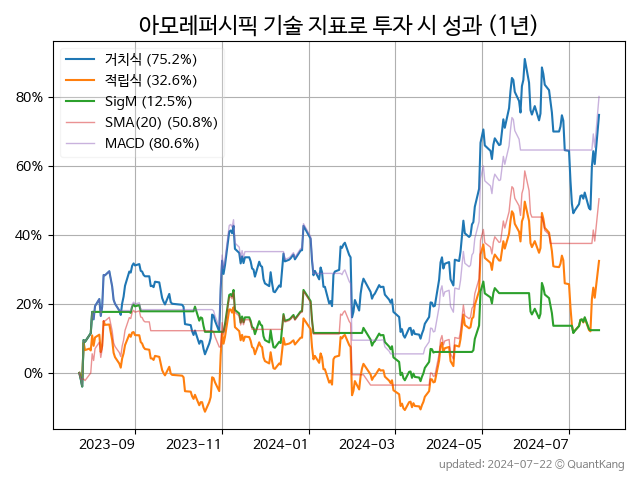 아모레퍼시픽 기술 지표로 투자 시 성과 (1년)
거치식 (75.2%)
적립식 (32.6%)
SigM (12.5%)
SMA(20) (50.8%)
MACD (80.6%)
80%
60%
40%
20%
0%
2023-09 2023-11 2024-01 2024-03 2024-05 2024-07
updated: 2024-07-22 © QuantKang